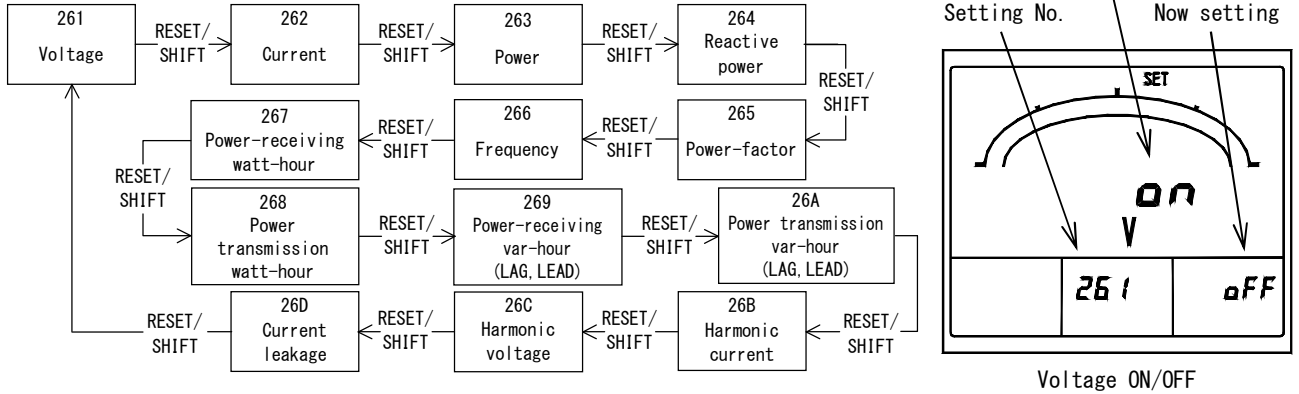 261
Voltage
RESET/
SHIFT
262
Current
RESET/
SHIFT
263
Power
RESET/
SHIFT
264
Reactive
power
RESET/
SHIFT
265
Power-factor
RESET/
SHIFT
266
Frequency
RESET/
SHIFT
267
Power-receiving
watt-hour
RESET/
SHIFT
268
Power
transmission
watt-hour
RESET/
SHIFT
269
Power-receiving
var-hour
(LAG, LEAD)
RESET/
SHIFT
26A
Power transmission
var-hour
(LAG, LEAD)
RESET/
SHIFT
26B
Harmonic
current
RESET/
SHIFT
26C
Harmonic
voltage
RESET/
SHIFT
26D
Current
leakage
RESET/
SHIFT
Setting No.
Now setting
SET
on
V
261
oFF
Voltage ON/OFF